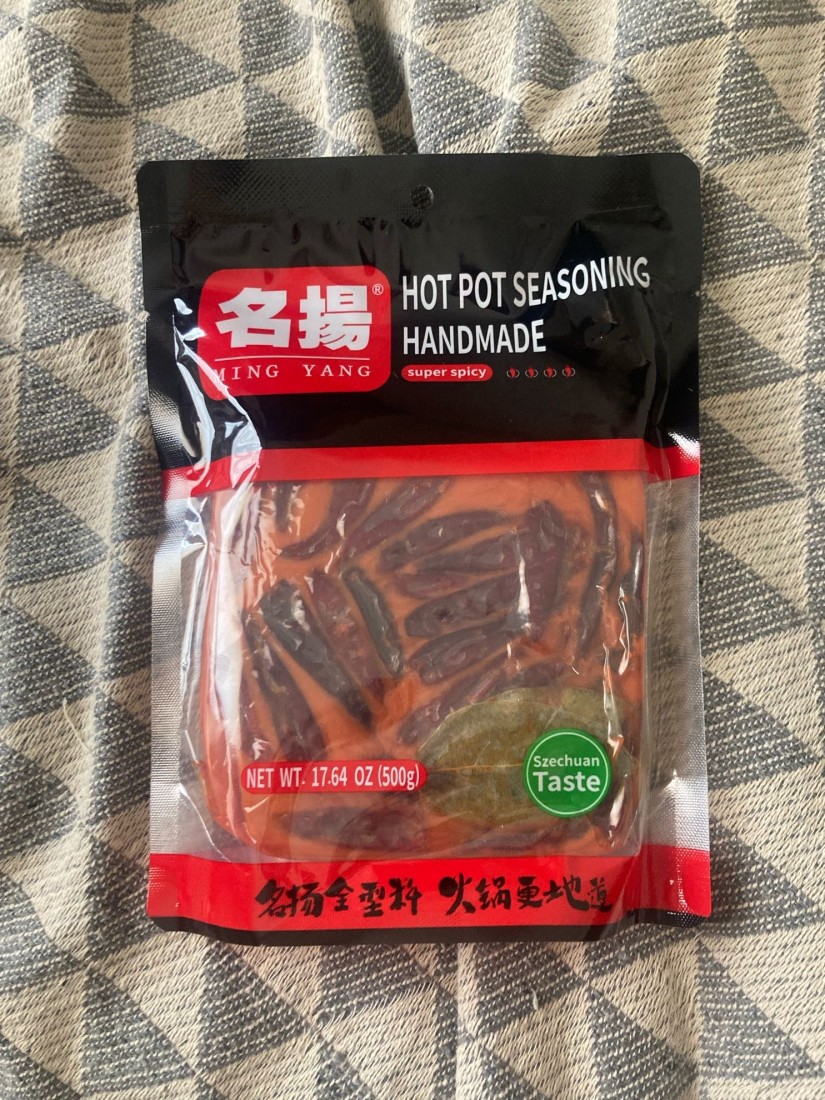 名揚®
MING YANG
HOT POT SEASONING
HANDMADE
super spicy
NET WT. 17.64 OZ (500g)
Szechuan
Taste
名扬全型料 火锅更地道